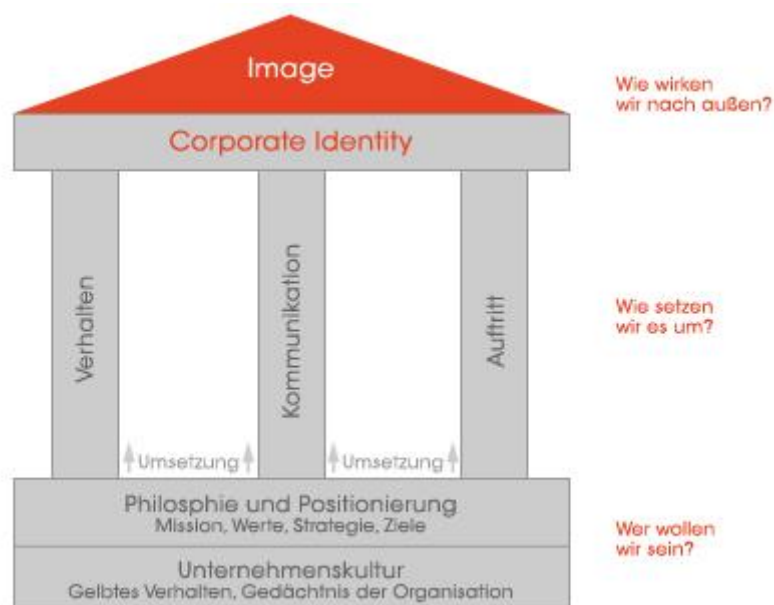 Image
Wie wirken
wir nach außen?
Corporate Identity
Verhalten
Kommunikation
Auftritt
Wie setzen
wir es um?
Umsetzung
Umsetzung
Philosphie und Positionierung
Mission, Werte, Strategie, Ziele
Wer wollen
wir sein?
Unternehmenskultur
Gelbtes Verhalten, Gedächtnis der Organisation